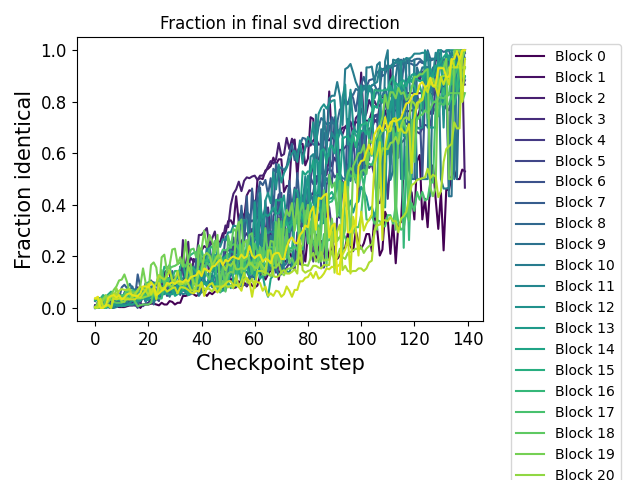 Fraction in final svd direction
Fraction identical
1.0
0.8
0.6
0.4
0.2
0.0
0 20 40 60 80 100 120 140
Checkpoint step
Block 0
Block 1
Block 2
Block 3
Block 4
Block 5
Block 6
Block 7
Block 8
Block 9
Block 10
Block 11
Block 12
Block 13
Block 14
Block 15
Block 16
Block 17
Block 18
Block 19
Block 20